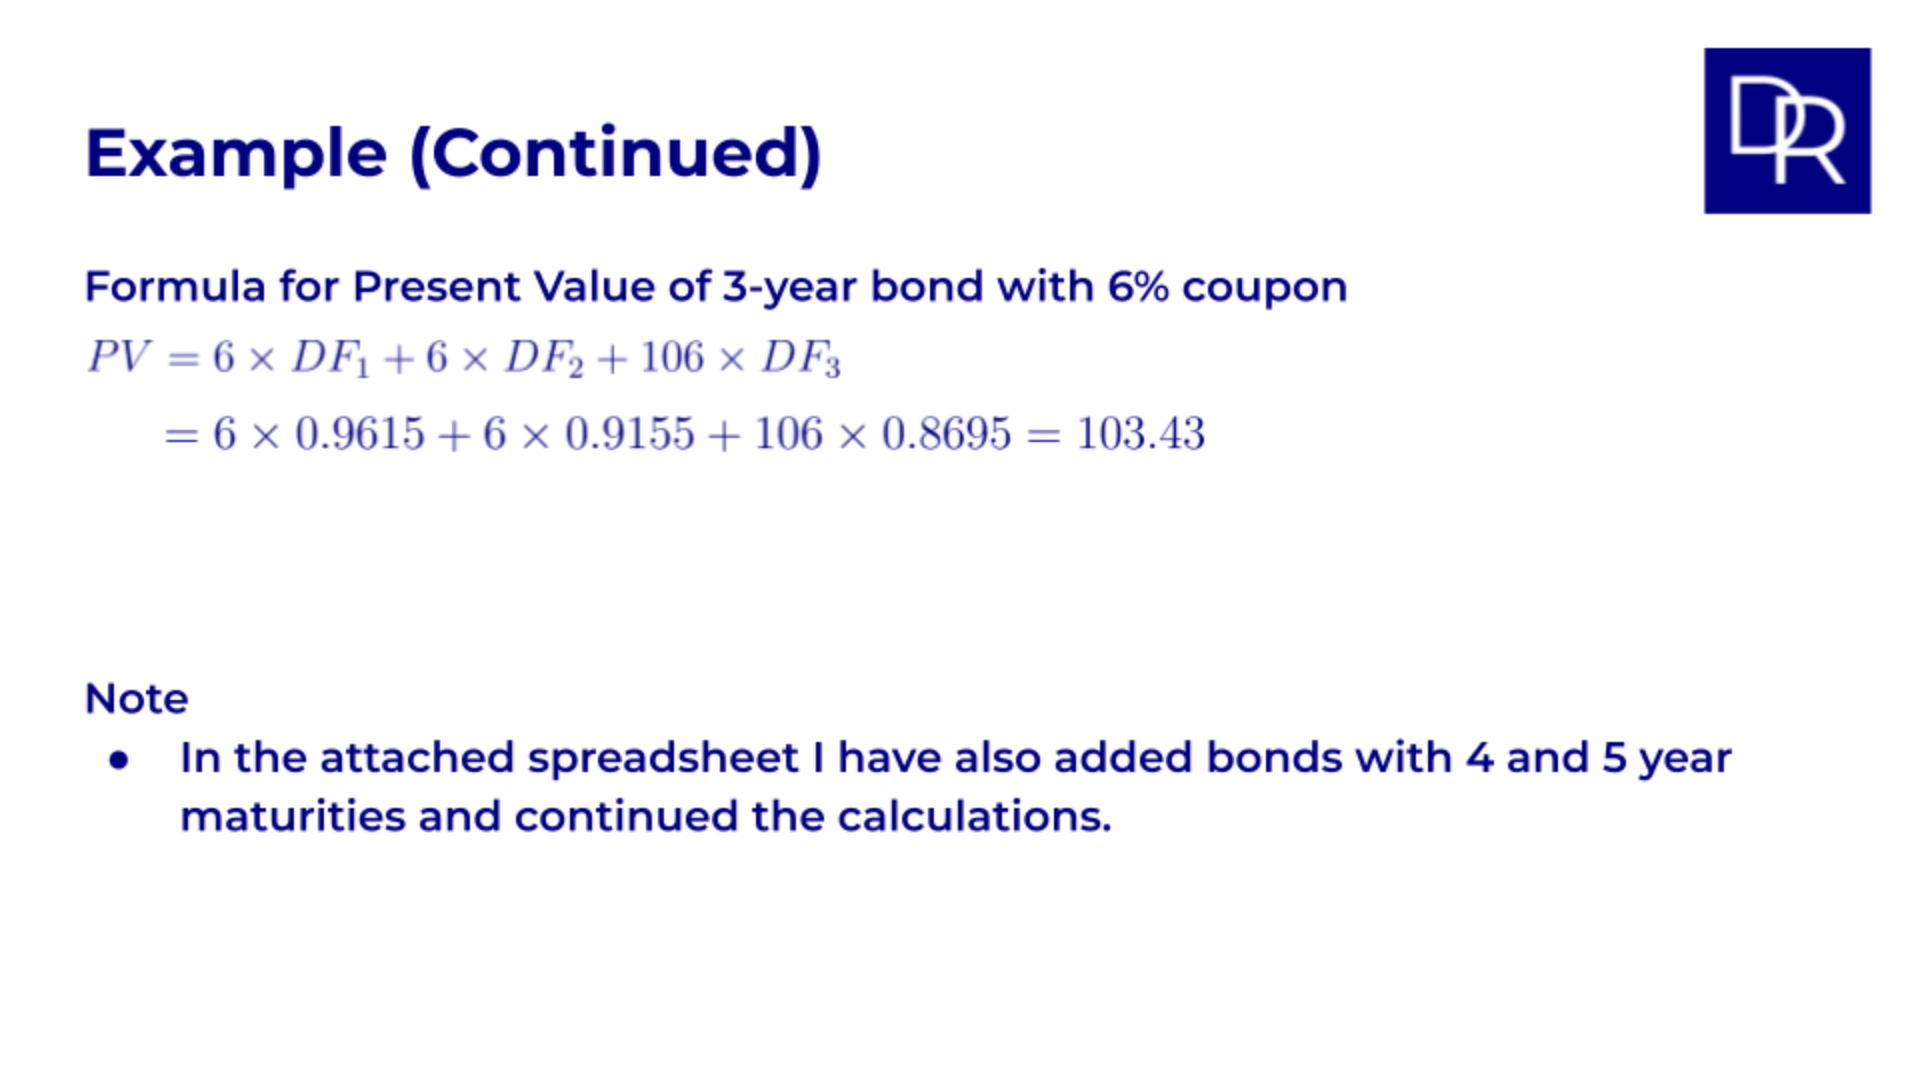 DR
Example (Continued)
Formula for Present Value of 3-year bond with 6% coupon
PV = 6 × DF₁ + 6 × DF₂ + 106 × DF₃
= 6 × 0.9615 + 6 × 0.9155 + 106 × 0.8695 = 103.43
Note
● In the attached spreadsheet I have also added bonds with 4 and 5 year
maturities and continued the calculations.